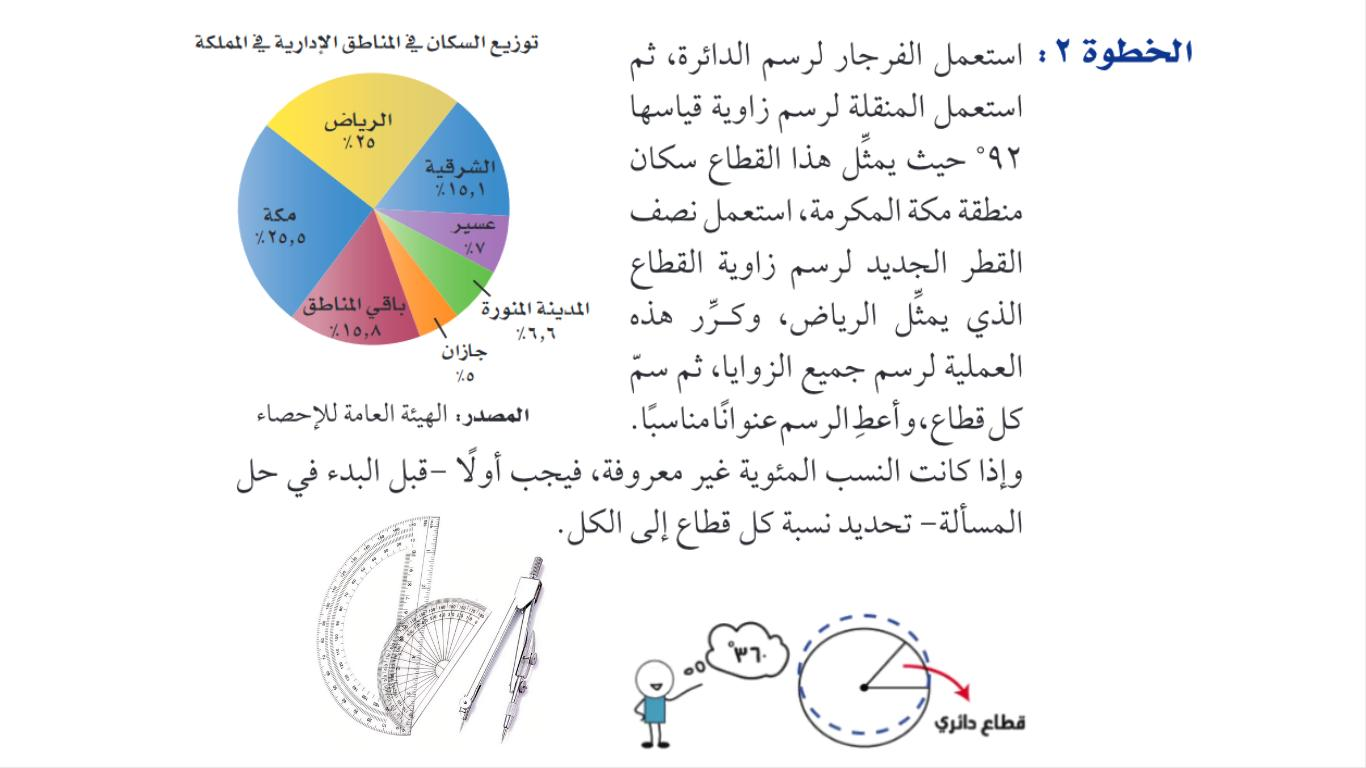 الخطوة ٢ :
استعمل الفرجار لرسم الدائرة، ثم
استعمل المنقلة لرسم زاوية قياسها
٩٢° حيث يمثِّل هذا القطاع سكان
منطقة مكة المكرمة، استعمل نصف
القطر الجديد لرسم زاوية القطاع
الذي يمثِّل الرياض، وكرِّر هذه
العملية لرسم جميع الزوايا، ثم سمّ
كل قطاع، وأعطِ الرسم عنوانًا مناسبًا.
وإذا كانت النسب المئوية غير معروفة، فيجب أولًا –قبل البدء في حل
المسألة– تحديد نسبة كل قطاع إلى الكل.
توزيع السكان في المناطق الإدارية في المملكة
الرياض
٢٥٪
الشرقية
١٥,١٪
عسير
٧٪
المدينة المنورة
٦,٦٪
جازان
٥٪
باقي المناطق
١٥,٨٪
مكة
٢٥,٥٪
المصدر: الهيئة العامة للإحصاء
٣٦٠°
قطاع دائري